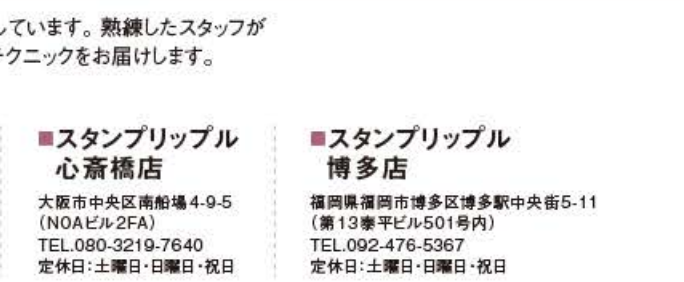 しています。熟練したスタッフが
テクニックをお届けします。
■スタンプリップル
心斎橋店
大阪市中央区南船場4-9-5
（NOAビル2FA）
TEL.080-3219-7640
定休日：土曜日・日曜日・祝日
■スタンプリップル
博多店
福岡県福岡市博多区博多駅中央街5-11
（第13泰平ビル501号内）
TEL.092-476-5367
定休日：土曜日・日曜日・祝日